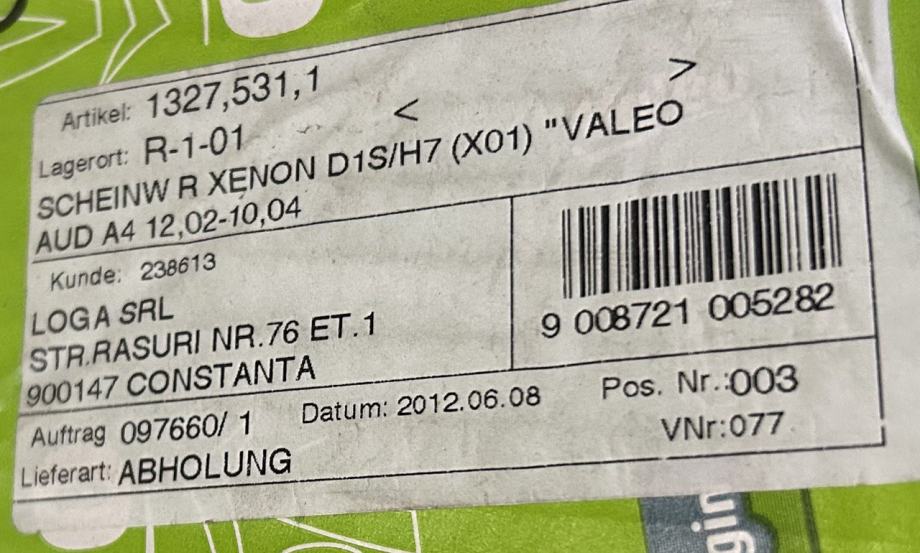 Artikel: 1327,531,1
< >
Lagerort: R-1-01
SCHEINW R XENON D1S/H7 (X01) "VALEO
AUD A4 12,02-10,04
Kunde: 238613
LOGA SRL
STR.RASURI NR.76 ET.1
900147 CONSTANTA
9 008721 005282
Auftrag 097660/ 1 Datum: 2012.06.08 Pos. Nr.:003
VNr:077
Lieferart: ABHOLUNG
gin